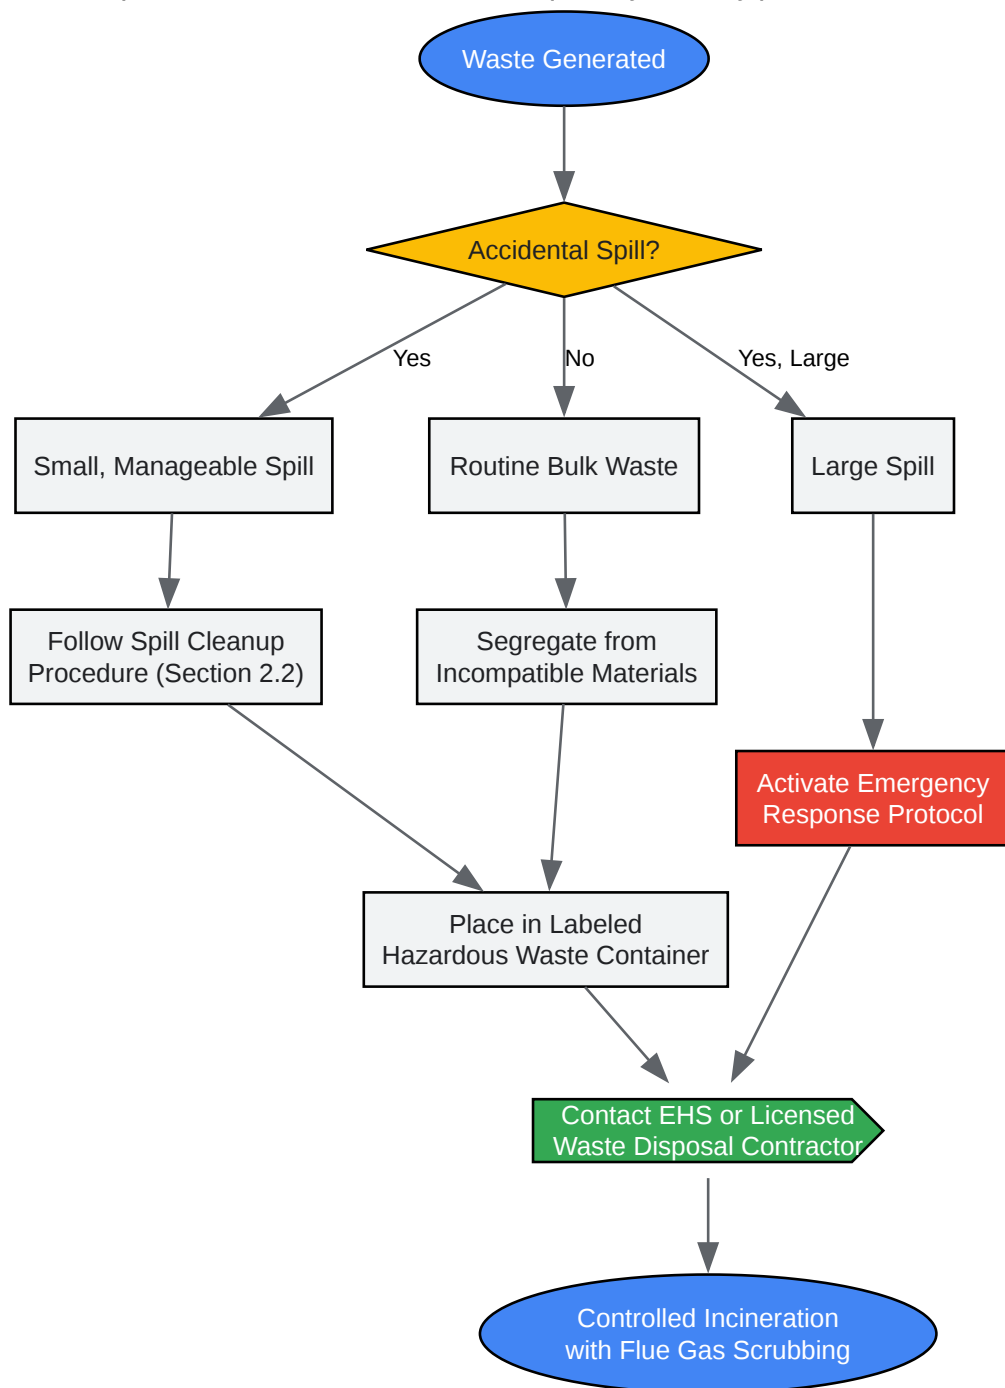 Waste Generated
Accidental Spill?
Yes
No
Yes, Large
Small, Manageable Spill
Routine Bulk Waste
Large Spill
Follow Spill Cleanup
Procedure (Section 2.2)
Segregate from
Incompatible Materials
Activate Emergency
Response Protocol
Place in Labeled
Hazardous Waste Container
Contact EHS or Licensed
Waste Disposal Contractor
Controlled Incineration
with Flue Gas Scrubbing